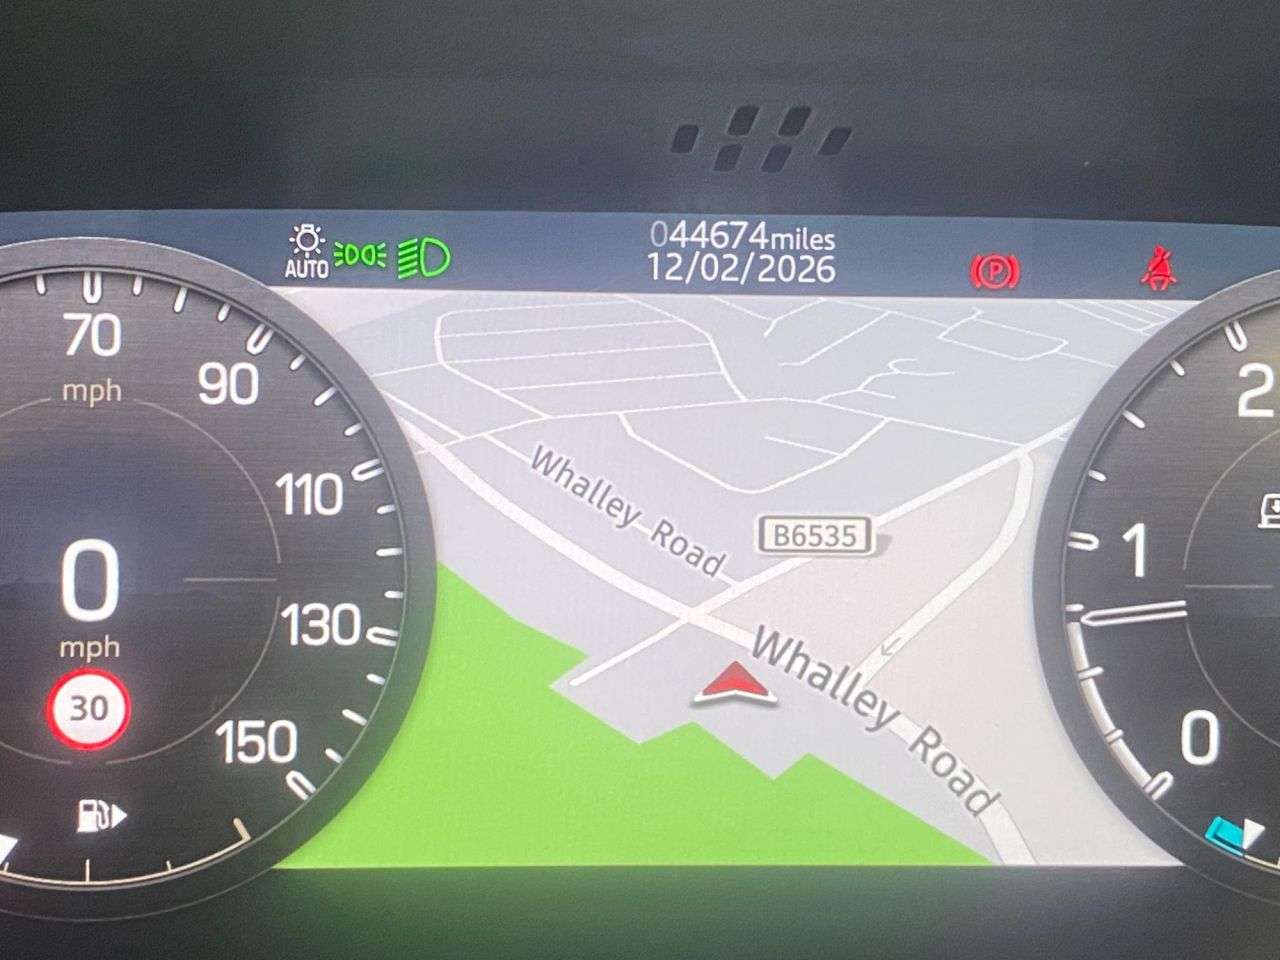 AUTO
044674miles
12/02/2026
P
70
mph
90
110
130
150
0
mph
30
Whalley Road
B6535
Whalley Road
2
1
0